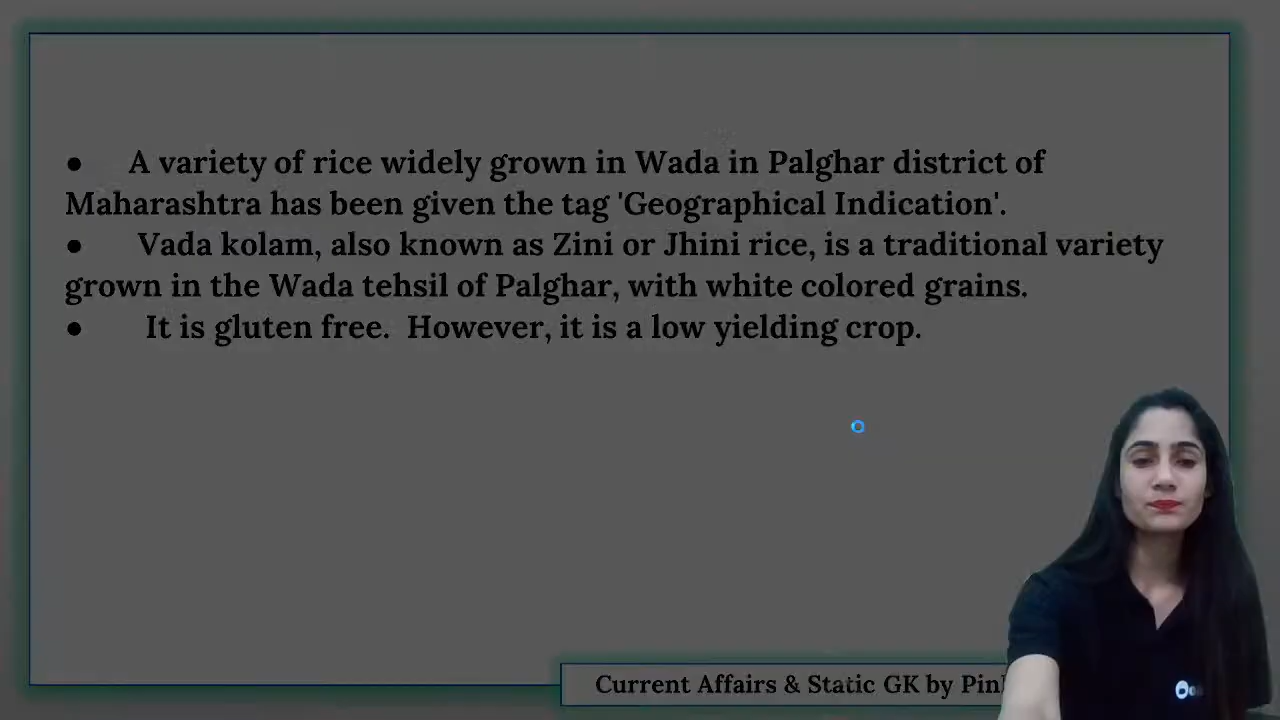 ● A variety of rice widely grown in Wada in Palghar district of
Maharashtra has been given the tag 'Geographical Indication'.
● Vada kolam, also known as Zini or Jhini rice, is a traditional variety
grown in the Wada tehsil of Palghar, with white colored grains.
● It is gluten free. However, it is a low yielding crop.
Current Affairs & Static GK by